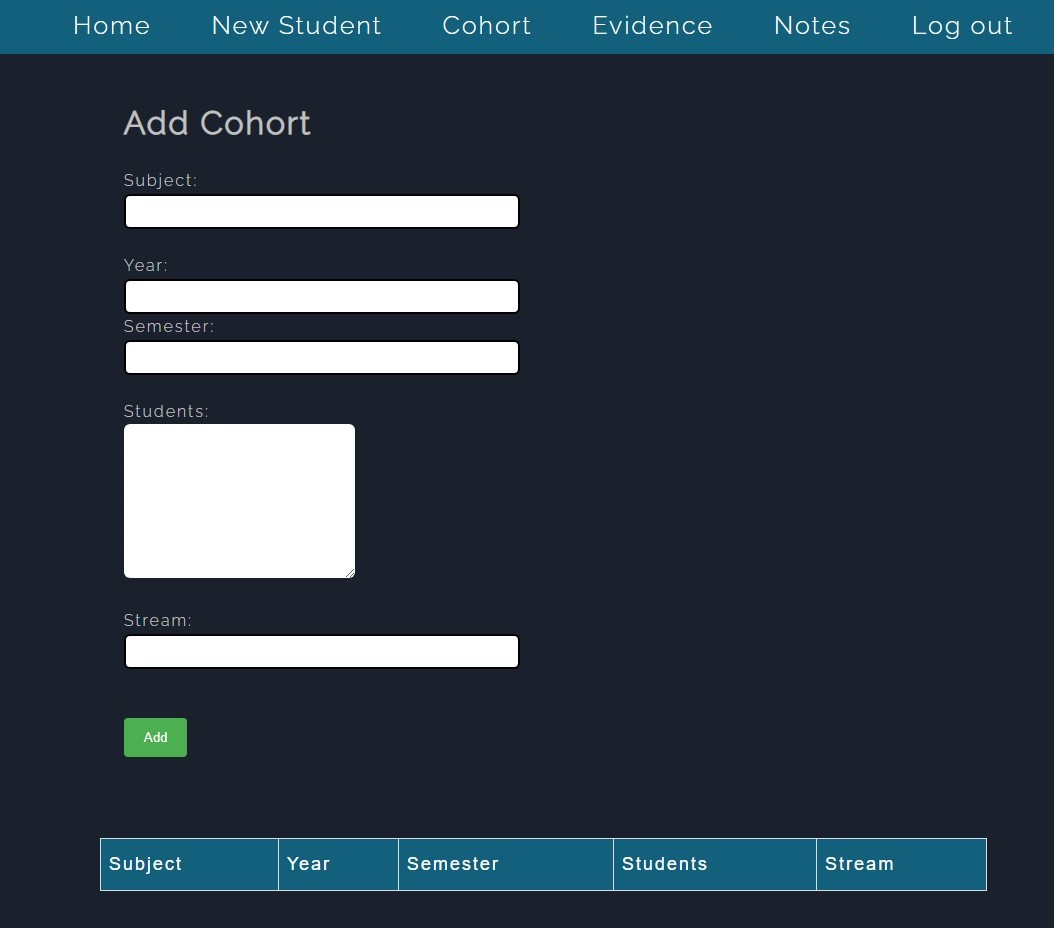 Home New Student Cohort Evidence Notes Log out
Add Cohort
Subject:
Year:
Semester:
Students:
Stream:
Add
Subject Year Semester Students Stream